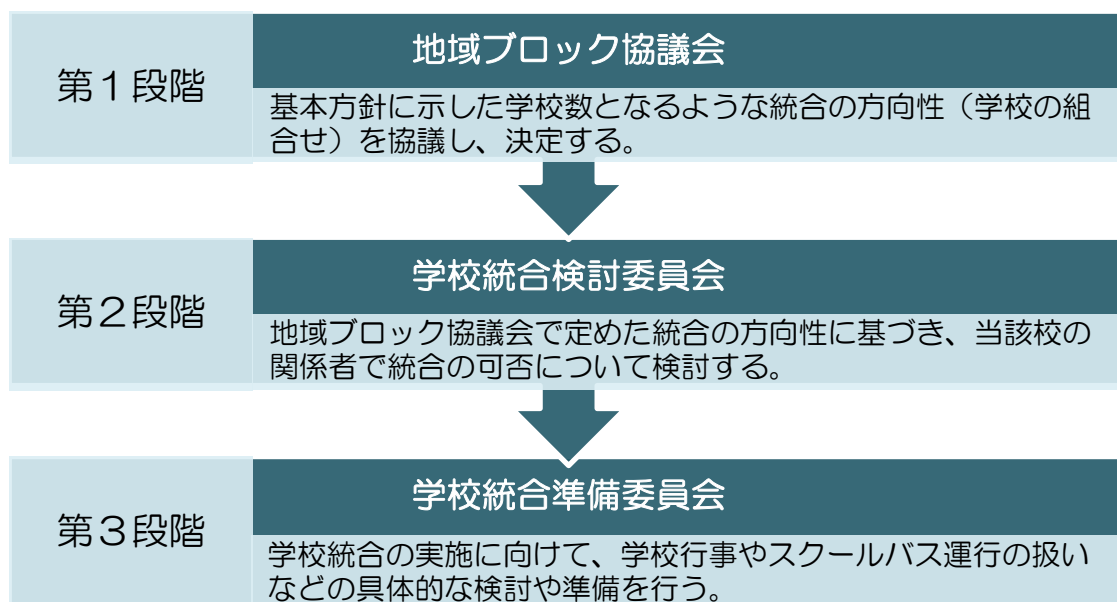 第１段階
地域ブロック協議会
基本方針に示した学校数となるような統合の方向性（学校の組
合せ）を協議し、決定する。
第２段階
学校統合検討委員会
地域ブロック協議会で定めた統合の方向性に基づき、当該校の
関係者で統合の可否について検討する。
第３段階
学校統合準備委員会
学校統合の実施に向けて、学校行事やスクールバス運行の扱い
などの具体的な検討や準備を行う。